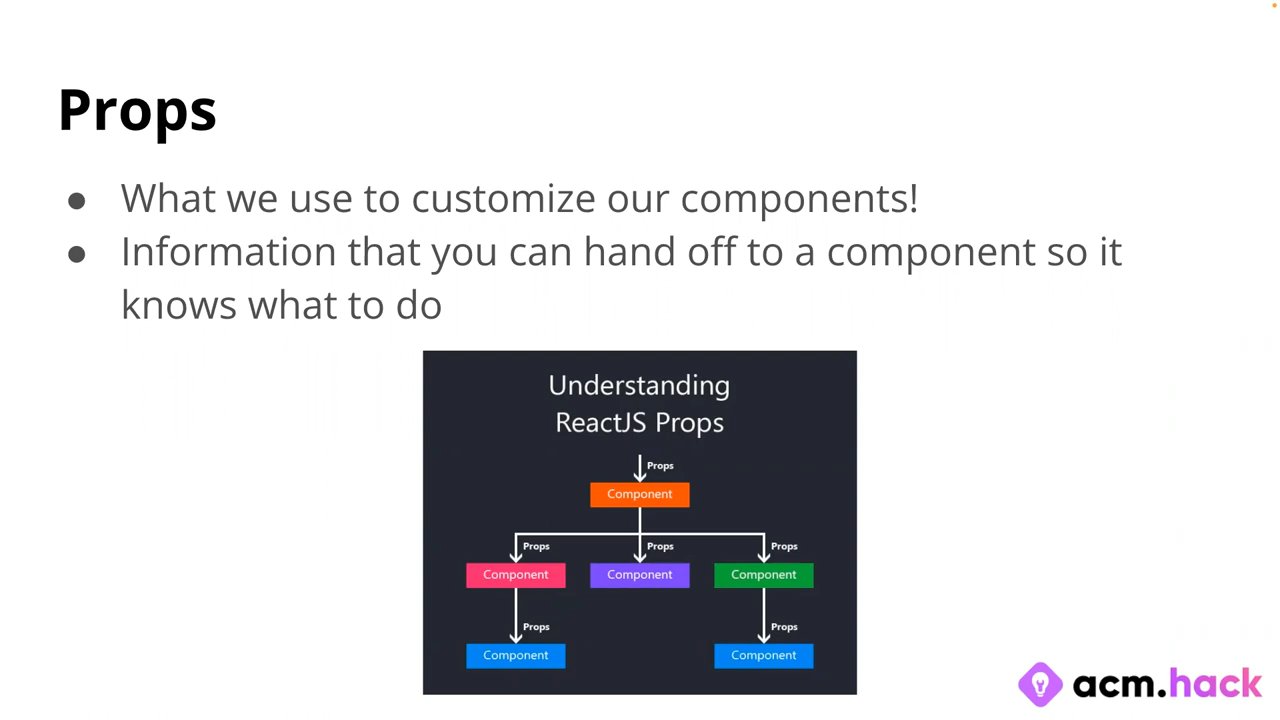 Props
● What we use to customize our components!
● Information that you can hand off to a component so it
knows what to do
Understanding
ReactJS Props
Props
Component
Props Props Props
Component Component Component
Props Props
Component Component
acm.hack